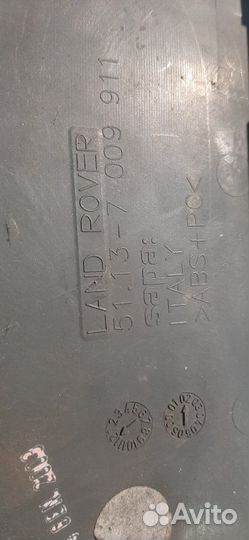 LAND ROVER
51.13-7 009 911
sapa:
ITALY
>ABS+PC<
Avito